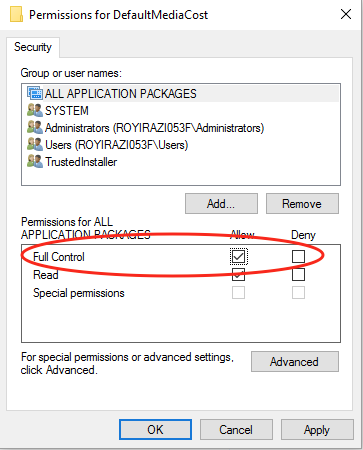 Permissions for DefaultMediaCost
Security
Group or user names:
ALL APPLICATION PACKAGES
SYSTEM
Administrators (ROYIRAZI053F\Administrators)
Users (ROYIRAZI053F\Users)
TrustedInstaller
Add...
Remove
Permissions for ALL
APPLICATION PACKAGES
Allow
Deny
Full Control
Read
Special permissions
For special permissions or advanced settings,
click Advanced.
Advanced
OK
Cancel
Apply